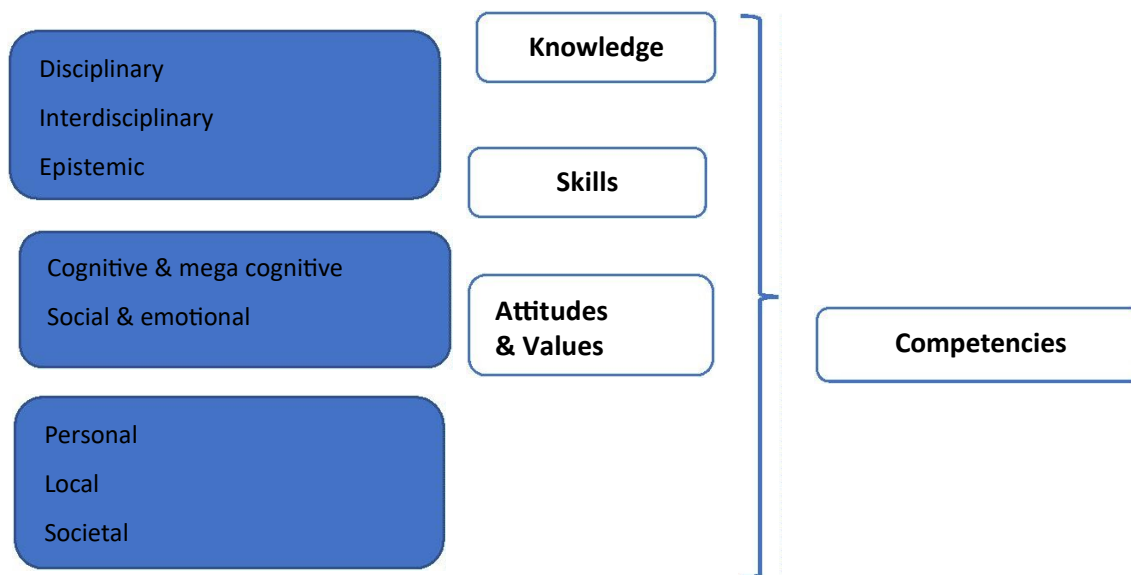 Disciplinary
Interdisciplinary
Epistemic
Knowledge
Cognitive & mega cognitive
Social & emotional
Skills
Personal
Local
Societal
Attitudes
& Values
Competencies